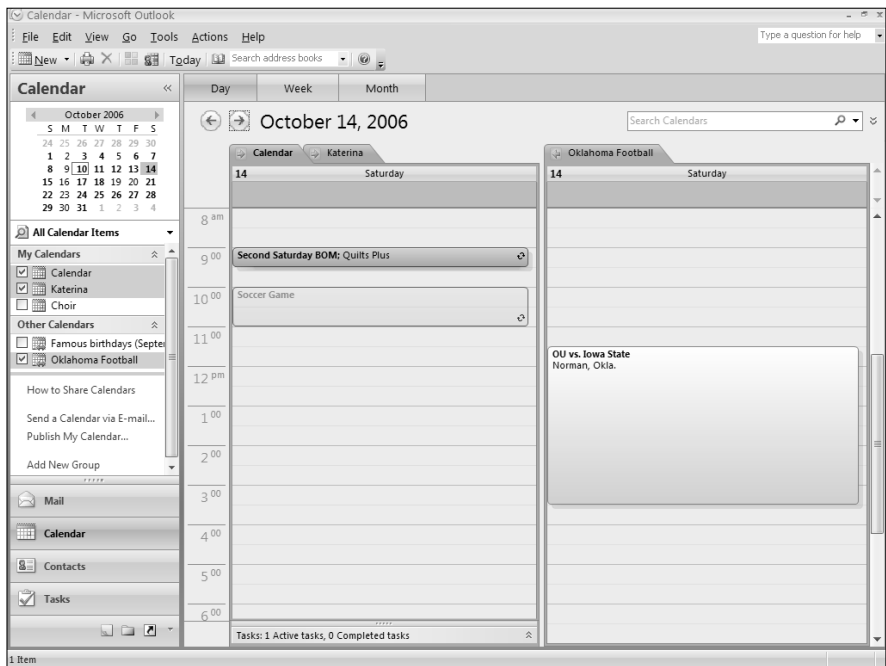 Calendar - Microsoft Outlook
File Edit View Go Tools Actions Help
Type a question for help
New Today Search address books
Calendar «
Day Week Month
October 2006
S M T W T F S
24 25 26 27 28 29 30
1 2 3 4 5 6 7
8 9 10 11 12 13 14
15 16 17 18 19 20 21
22 23 24 25 26 27 28
29 30 31 1 2 3 4
October 14, 2006
Search Calendars
All Calendar Items
My Calendars
Calendar
Katerina
Choir
Other Calendars
Famous birthdays (Septe
Oklahoma Football
How to Share Calendars
Send a Calendar via E-mail...
Publish My Calendar...
Add New Group
Mail
Calendar
Contacts
Tasks
Calendar Katerina
14 Saturday
8 am
9 00
10 00
11 00
12 pm
1 00
2 00
3 00
4 00
5 00
6 00
Second Saturday BOM; Quilts Plus
Soccer Game
Tasks: 1 Active tasks, 0 Completed tasks
Oklahoma Football
14 Saturday
OU vs. Iowa State
Norman, Okla.
1 Item